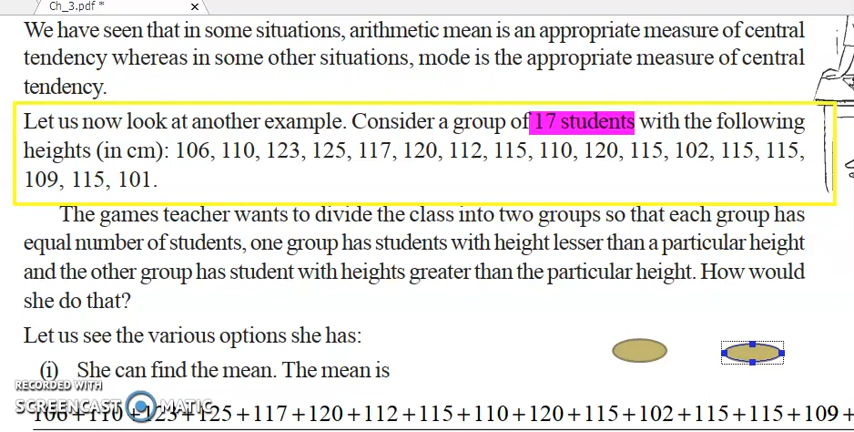 Ch_3.pdf *
We have seen that in some situations, arithmetic mean is an appropriate measure of central
tendency whereas in some other situations, mode is the appropriate measure of central
tendency.
Let us now look at another example. Consider a group of 17 students with the following
heights (in cm): 106, 110, 123, 125, 117, 120, 112, 115, 110, 120, 115, 102, 115, 115,
109, 115, 101.
The games teacher wants to divide the class into two groups so that each group has
equal number of students, one group has students with height lesser than a particular height
and the other group has student with heights greater than the particular height. How would
she do that?
Let us see the various options she has:
(i) She can find the mean. The mean is
RECORDED WITH
SCREENCAST MATIC
106+110+123+125+117+120+112+115+110+120+115+102+115+115+109+